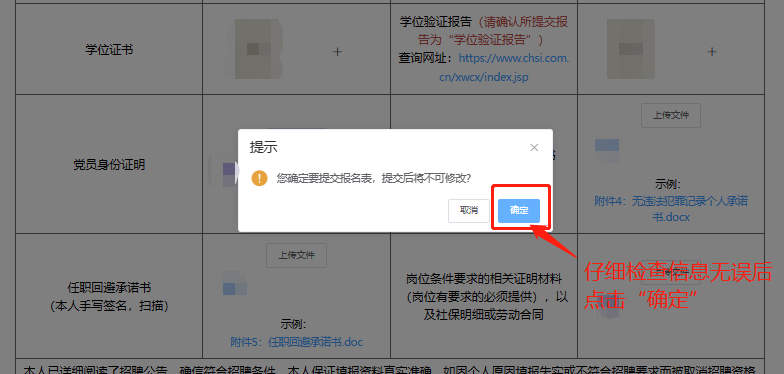 学位证书
+
学位验证报告（请确认所提交报
告为“学位验证报告”）
查询网址：https://www.chsi.com.
cn/xwcx/index.jsp
+
党员身份证明
上传文件
示例：
附件4：无违法犯罪记录个人承诺
书.docx
提示
×
您确定要提交报名表，提交后将不可修改?
取消
确定
任职回避承诺书
（本人手写签名，扫描）
上传文件
示例：
附件5：任职回避承诺书.doc
岗位条件要求的相关证明材料
（岗位有要求的必须提供），以
及社保明细或劳动合同
上传文件
仔细检查信息无误后
点击“确定”
本人已详细阅读了招聘公告，确信符合招聘条件。本人保证填报资料真实准确，如因个人原因填报失实或不符合招聘要求而被取消招聘资格